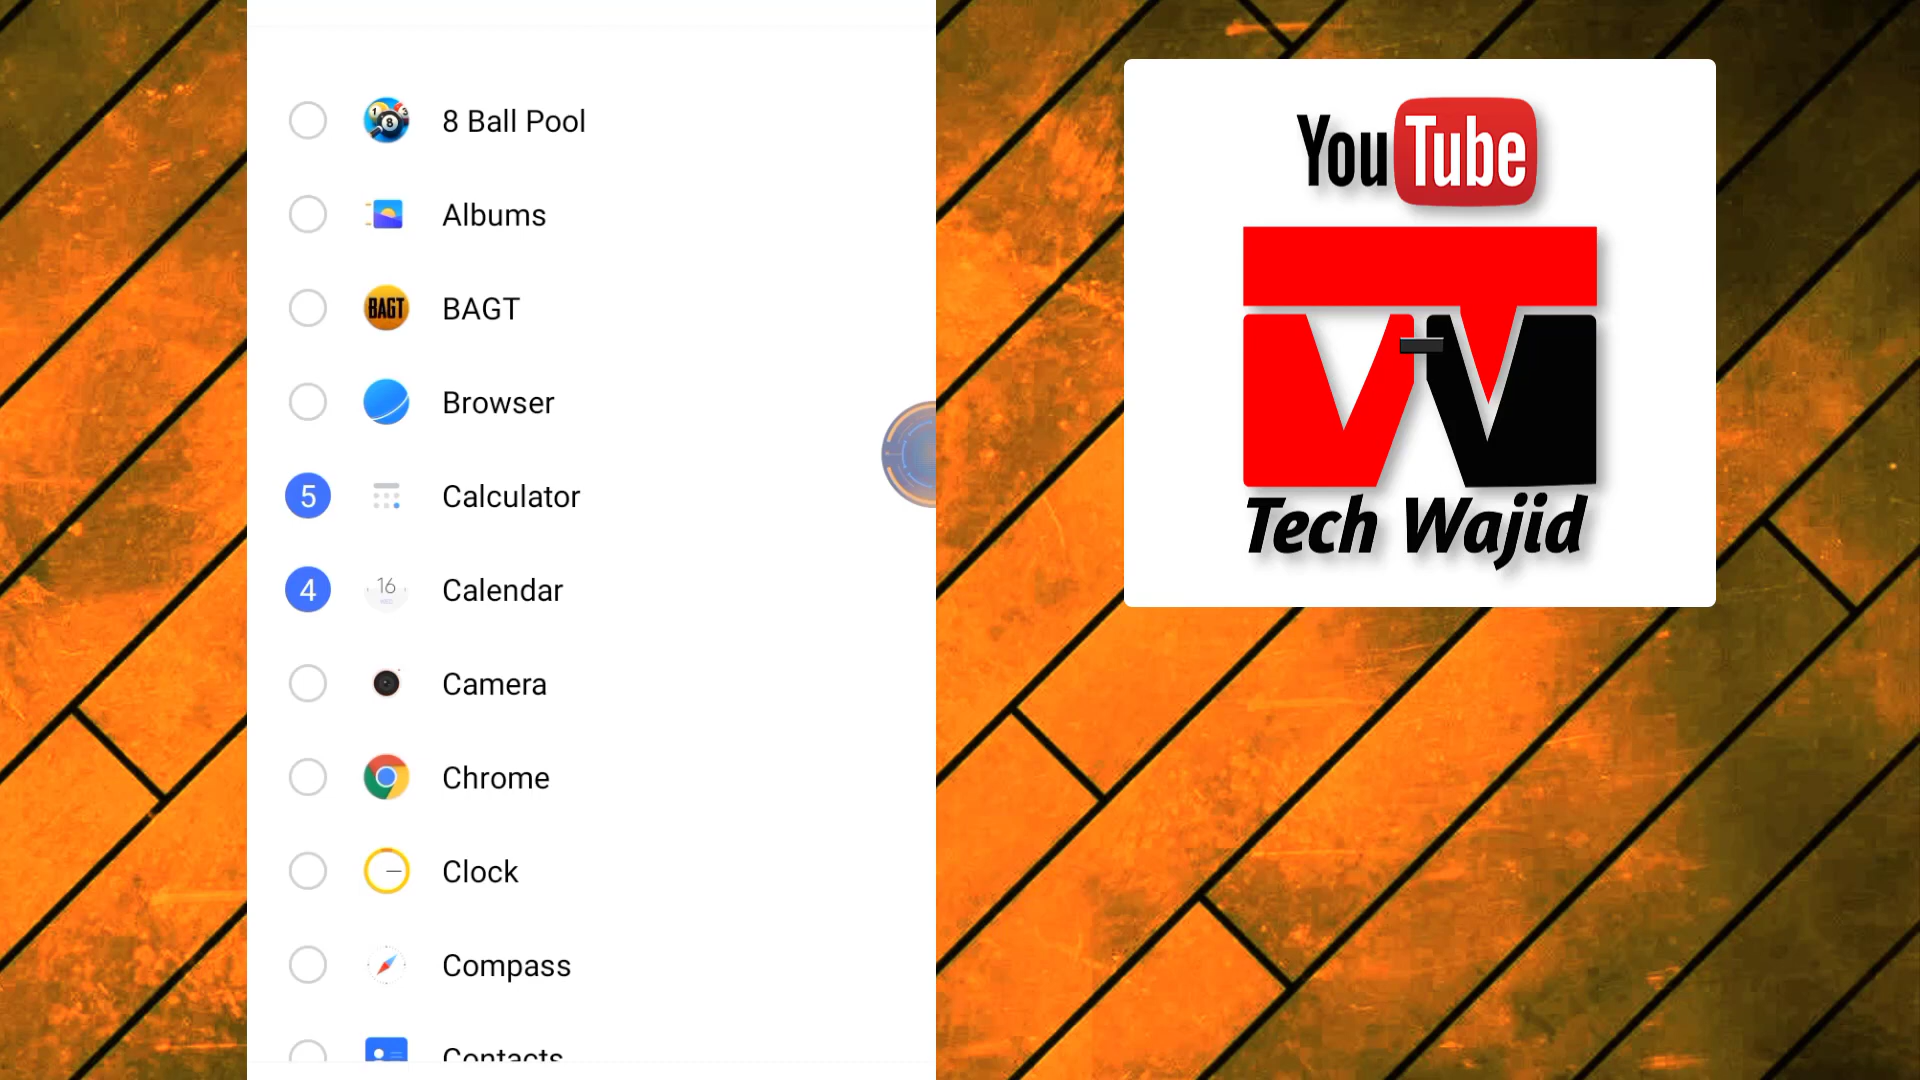 8 Ball Pool
Albums
BAGT
BAGT
Browser
5
Calculator
4
16
Calendar
Camera
Chrome
Clock
Compass
Contacts
YouTube
Tech Wajid